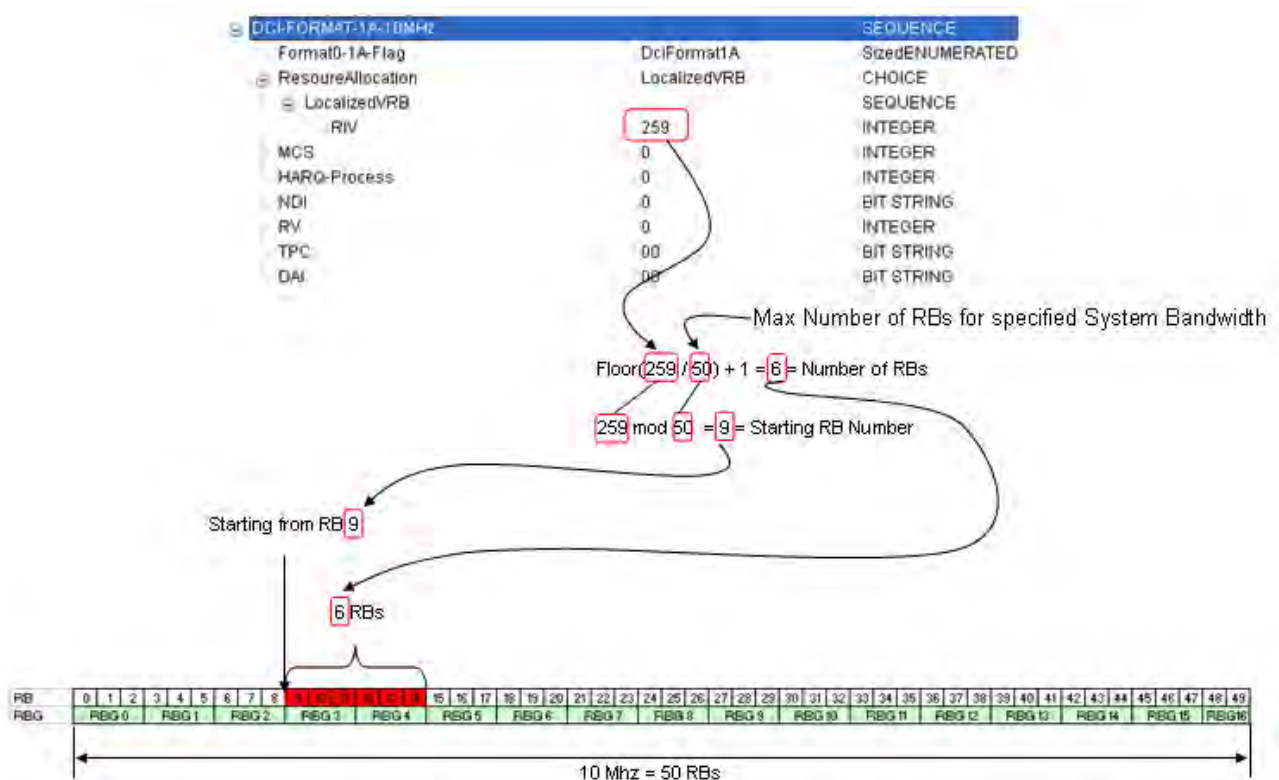 DCI-FORMAT-1A-10MHz SEQUENCE
Format0-1A-Flag DciFormat1A SizedENUMERATED
ResoureAllocation LocalizedVRB CHOICE
LocalizedVRB SEQUENCE
RIV 259 INTEGER
MCS 0 INTEGER
HARQ-Process 0 INTEGER
NDI 0 BIT STRING
RV 0 INTEGER
TPC 00 BIT STRING
DAI 00 BIT STRING
Max Number of RBs for specified System Bandwidth
Floor(259 / 50) + 1 = 6 = Number of RBs
259 mod 50 = 9 = Starting RB Number
Starting from RB 9
6 RBs
RB 0 1 2 3 4 5 6 7 8 9 10 11 12 13 14 15 16 17 18 19 20 21 22 23 24 25 26 27 28 29 30 31 32 33 34 35 36 37 38 39 40 41 42 43 44 45 46 47 48 49
RBG RBG 0 RBG 1 RBG 2 RBG 3 RBG 4 RBG 5 RBG 6 RBG 7 RBG 8 RBG 9 RBG 10 RBG 11 RBG 12 RBG 13 RBG 14 RBG 15 RBG16
10 Mhz = 50 RBs